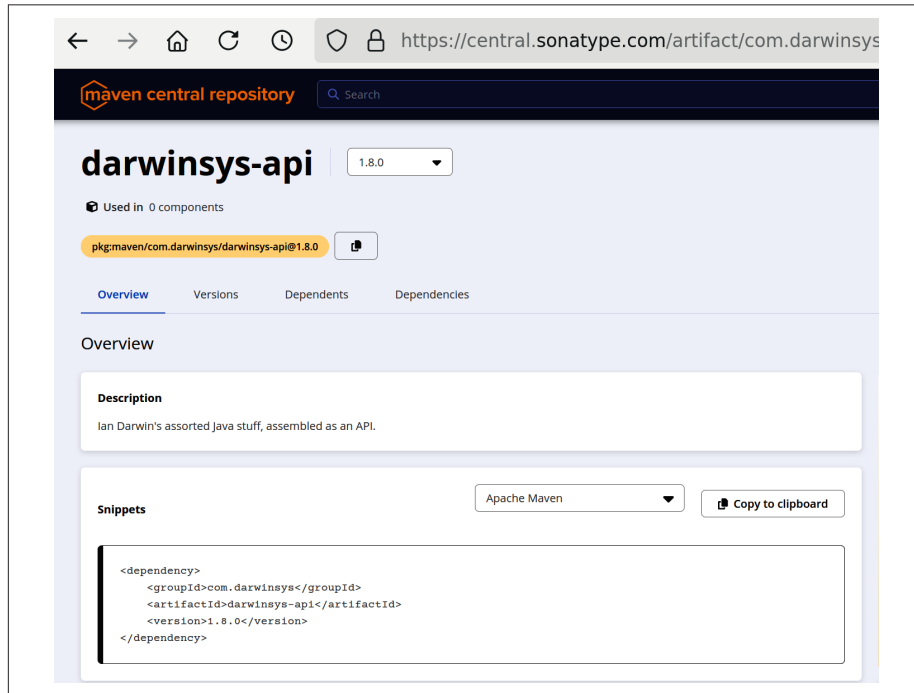 https://central.sonatype.com/artifact/com.darwinsys
maven central repository
Search
darwinsys-api
1.8.0
Used in 0 components
pkg:maven/com.darwinsys/darwinsys-api@1.8.0
Overview Versions Dependents Dependencies
Overview
Description
Ian Darwin's assorted Java stuff, assembled as an API.
Snippets
Apache Maven
Copy to clipboard
<dependency>
    <groupId>com.darwinsys</groupId>
    <artifactId>darwinsys-api</artifactId>
    <version>1.8.0</version>
</dependency>